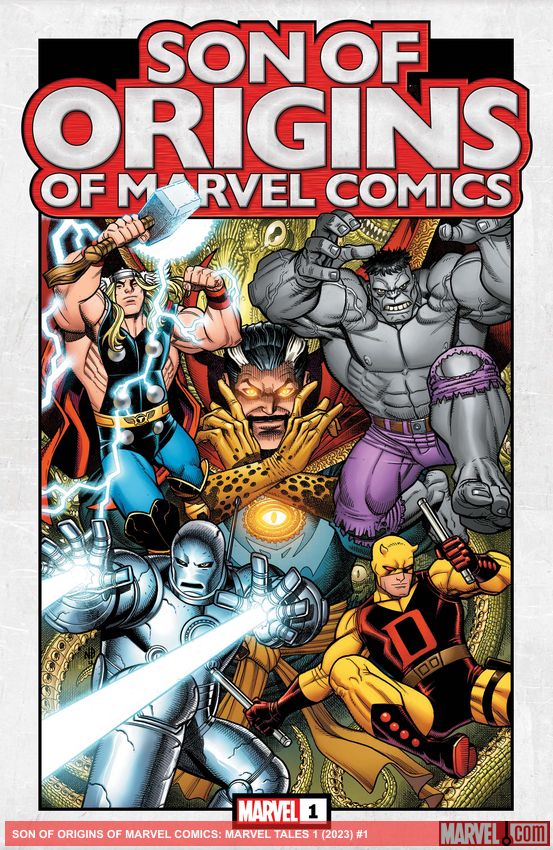 SON OF
ORIGINS
OF MARVEL COMICS
D
MARVEL 1
SON OF ORIGINS OF MARVEL COMICS: MARVEL TALES 1 (2023) #1
MARVEL.com